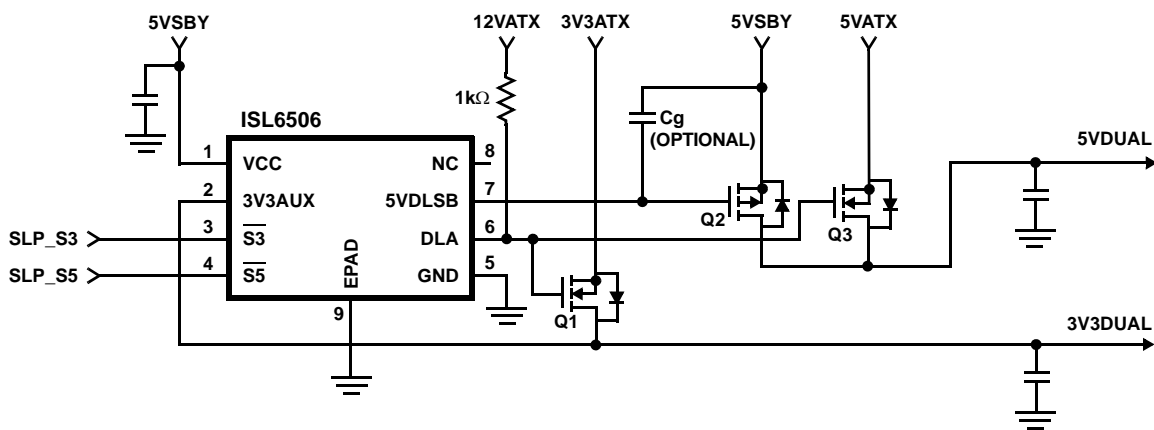 5VSBY
12VATX
3V3ATX
5VSBY
5VATX
1kΩ
Cg
(OPTIONAL)
ISL6506
1
VCC
NC
8
5VDUAL
2
3V3AUX
5VDLSB
7
Q2
Q3
SLP_S3
3
S3
DLA
6
SLP_S5
4
S5
GND
5
EPAD
9
Q1
3V3DUAL